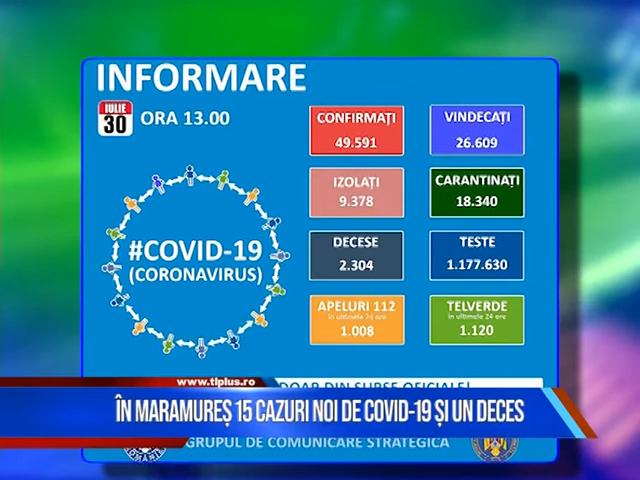 INFORMARE
IULIE
30
ORA 13.00
CONFIRMAȚI
49.591
VINDECAȚI
26.609
IZOLAȚI
9.378
CARANTINAȚI
18.340
#COVID-19
(CORONAVIRUS)
DECESE
2.304
TESTE
1.177.630
APELURI 112
în ultimele 24 ore
1.008
TELVERDE
în ultimele 24 ore
1.120
www.tlplus.ro
DOAR DIN SURSE OFICIALE!
ÎN MARAMUREȘ 15 CAZURI NOI DE COVID-19 ȘI UN DECES
GRUPUL DE COMUNICARE STRATEGICĂ